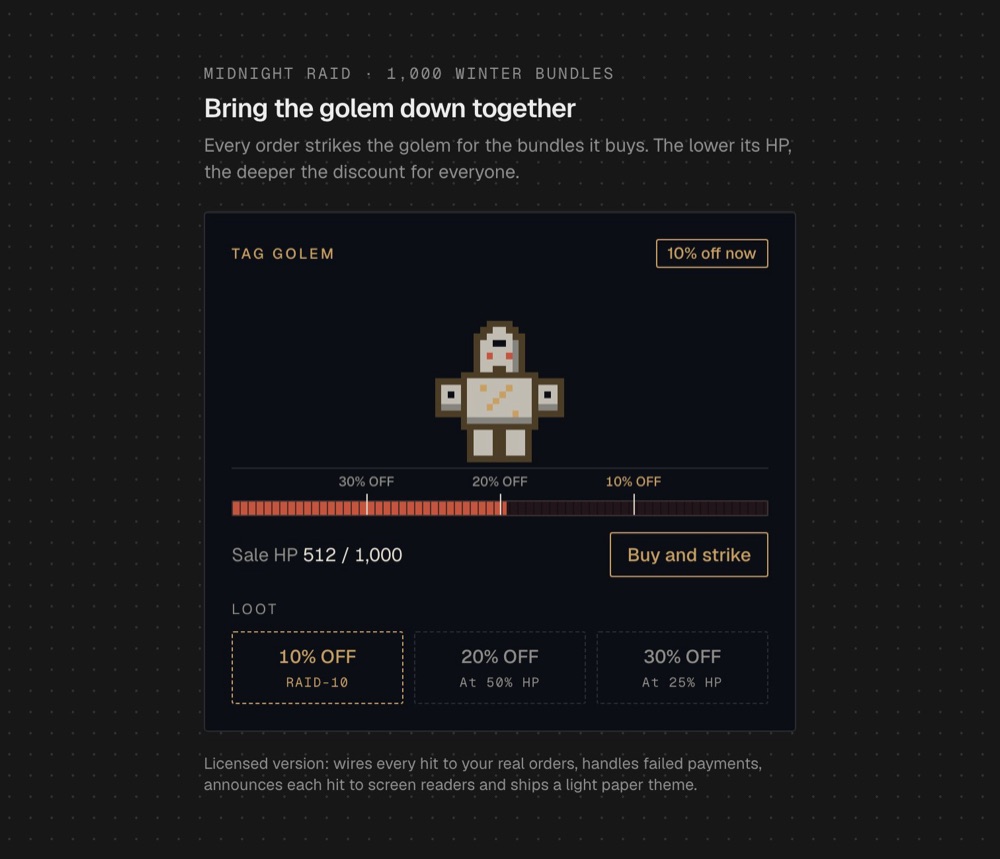 MIDNIGHT RAID · 1,000 WINTER BUNDLES
Bring the golem down together
Every order strikes the golem for the bundles it buys. The lower its HP,
the deeper the discount for everyone.
TAG GOLEM
10% off now
30% OFF
20% OFF
10% OFF
Sale HP 512 / 1,000
Buy and strike
LOOT
10% OFF
RAID-10
20% OFF
At 50% HP
30% OFF
At 25% HP
Licensed version: wires every hit to your real orders, handles failed payments,
announces each hit to screen readers and ships a light paper theme.